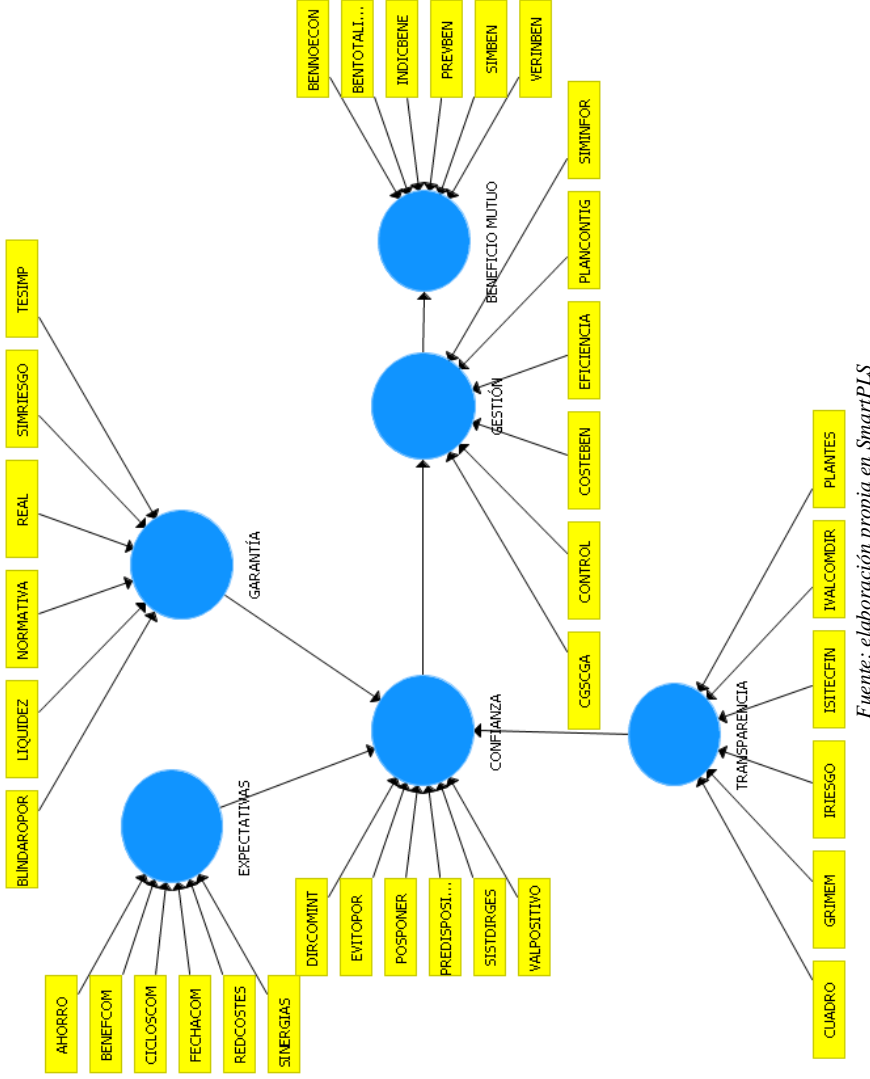 BLINDAROPOR
LIQUIDEZ
NORMATIVA
REAL
SIMRIESGO
TESIMP
GARANTÍA
AHORRO
BENEFCOM
CICLOSCOM
FECHACOM
REDCOSTES
SINERGIAS
EXPECTATIVAS
DIRCOMINT
EVITOPOR
POSPONER
PREDISPOSI...
SISTDIRGES
VALPOSITIVO
CONFIANZA
GESTIÓN
BENEFICIO MUTUO
BENNOECON
BENTOTALI...
INDICBENE
PREVBEN
SIMBEN
VERINBEN
CGSCGA
CONTROL
COSTEBEN
EFICIENCIA
PLANCONTIG
SIMINFOR
TRANSPARENCIA
CUADRO
GRIMEM
IRIESGO
ISITECFIN
IVALCOMDIR
PLANTES
Fuente: elaboración propia en SmartPLS